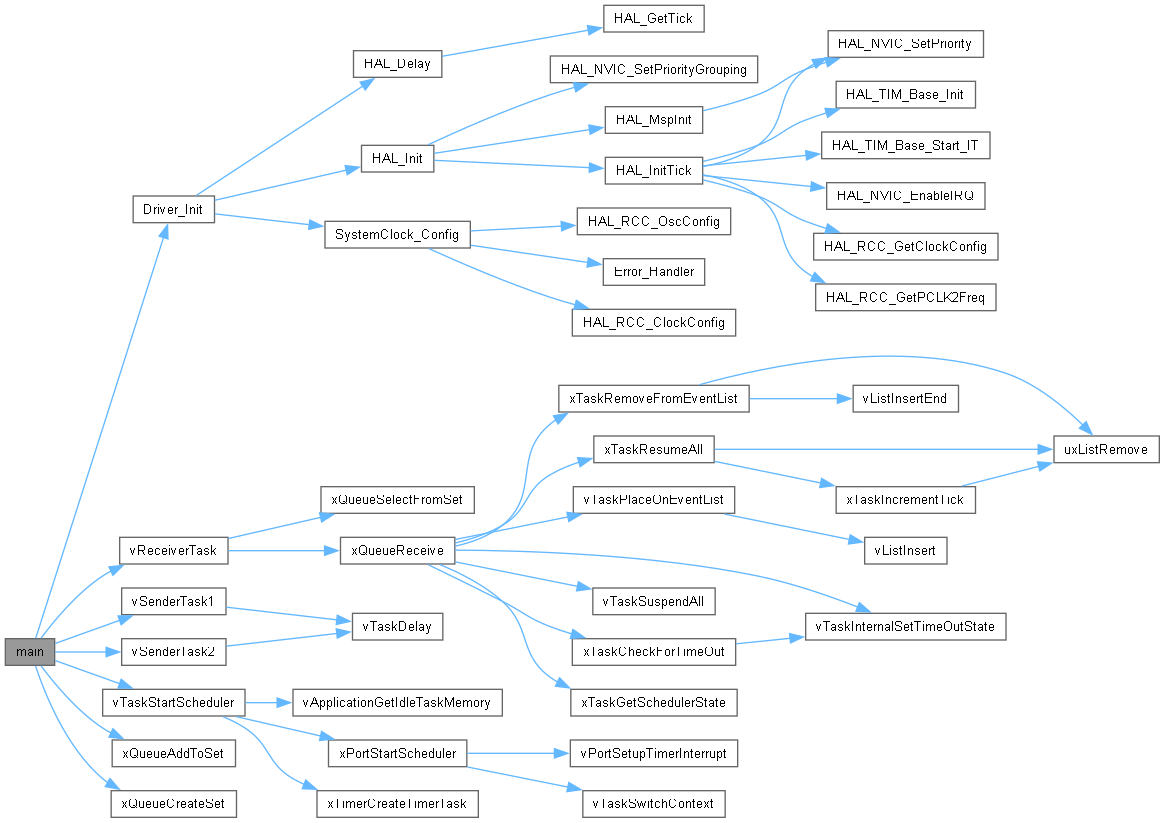 HAL_GetTick
HAL_NVIC_SetPriority
HAL_Delay
HAL_NVIC_SetPriorityGrouping
HAL_TIM_Base_Init
HAL_MspInit
HAL_TIM_Base_Start_IT
HAL_Init
HAL_InitTick
HAL_NVIC_EnableIRQ
Driver_Init
HAL_RCC_OscConfig
SystemClock_Config
HAL_RCC_GetClockConfig
Error_Handler
HAL_RCC_GetPCLK2Freq
HAL_RCC_ClockConfig
xTaskRemoveFromEventList
vListInsertEnd
xTaskResumeAll
uxListRemove
xQueueSelectFromSet
vTaskPlaceOnEventList
xTaskIncrementTick
vReceiverTask
xQueueReceive
vListInsert
vSenderTask1
vTaskSuspendAll
vTaskDelay
vTaskInternalSetTimeOutState
main
vSenderTask2
xTaskCheckForTimeOut
vTaskStartScheduler
vApplicationGetIdleTaskMemory
xTaskGetSchedulerState
xQueueAddToSet
xPortStartScheduler
vPortSetupTimerInterrupt
xQueueCreateSet
xTimerCreateTimerTask
vTaskSwitchContext